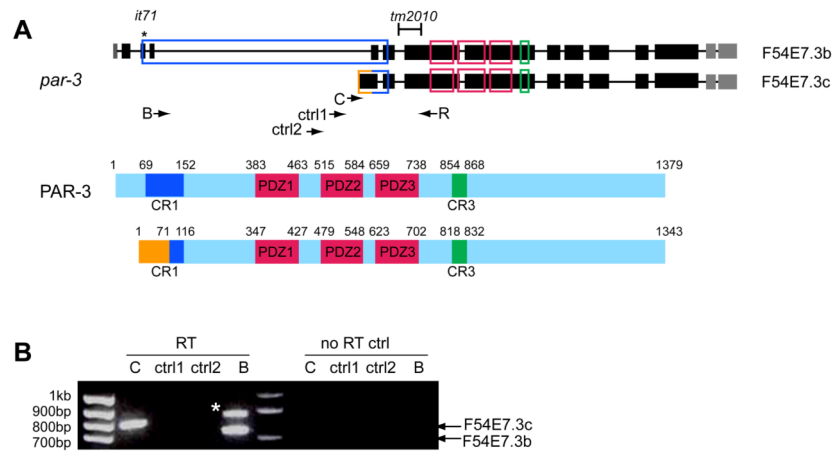 A
it71
*
tm2010
F54E7.3b
par-3
F54E7.3c
C
B
ctrl1
R
ctrl2
1 69 152 383 463 515 584 659 738 854 868 1379
PAR-3
PDZ1 PDZ2 PDZ3
CR1 CR3
1 71 116 347 427 479 548 623 702 818 832 1343
PDZ1 PDZ2 PDZ3
CR1 CR3
B
RT no RT ctrl
C ctrl1 ctrl2 B C ctrl1 ctrl2 B
1kb
900bp *
800bp F54E7.3c
700bp F54E7.3b